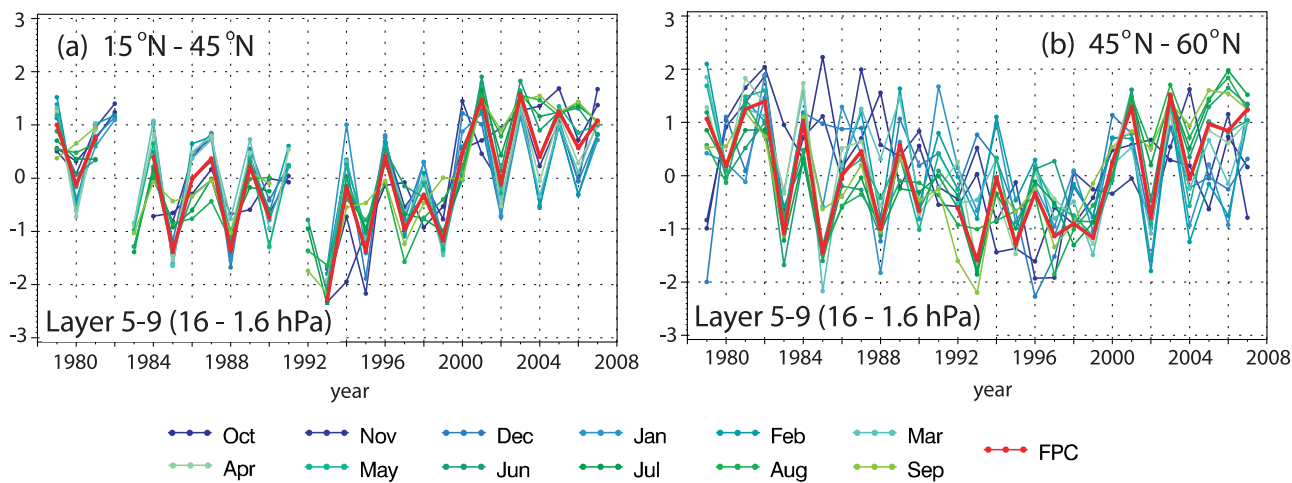 (a) 15°N - 45°N
3
2
1
0
-1
-2
-3
Layer 5-9 (16 - 1.6 hPa)
1980 1984 1988 1992 1996 2000 2004 2008
year
(b) 45°N - 60°N
3
2
1
0
-1
-2
-3
Layer 5-9 (16 - 1.6 hPa)
1980 1984 1988 1992 1996 2000 2004 2008
year
Oct Nov Dec Jan Feb Mar FPC
Apr May Jun Jul Aug Sep